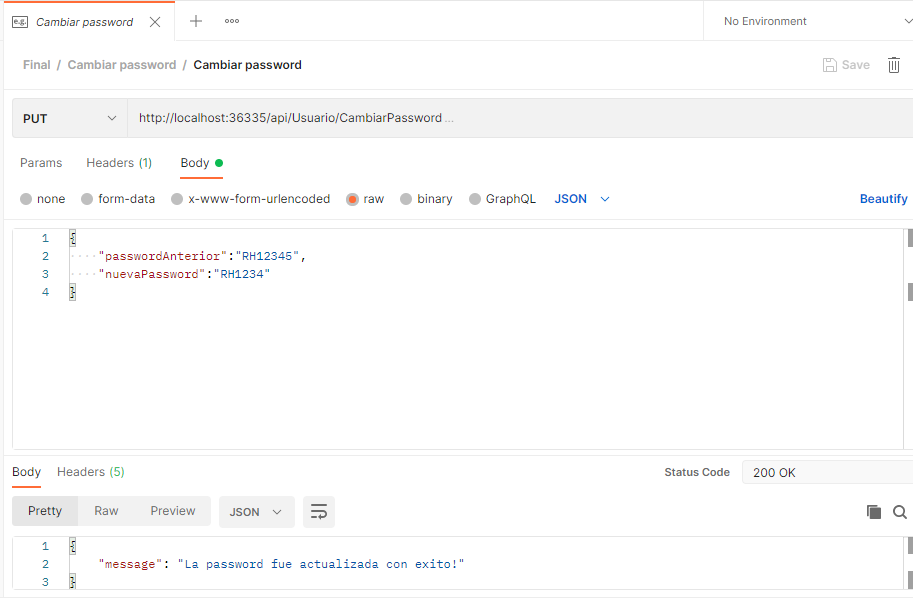 e.g. Cambiar password
No Environment
Final / Cambiar password / Cambiar password
Save
PUT
http://localhost:36335/api/Usuario/CambiarPassword ...
Params Headers (1) Body
none form-data x-www-form-urlencoded raw binary GraphQL JSON Beautify
1 {
2 "passwordAnterior":"RH12345",
3 "nuevaPassword":"RH1234"
4 }
Body Headers (5) Status Code 200 OK
Pretty Raw Preview JSON
1 {
2 "message": "La password fue actualizada con exito!"
3 }